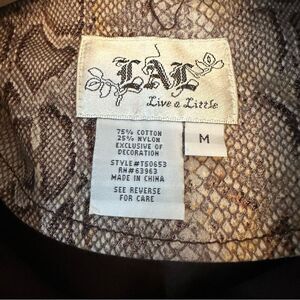 LAL
Live a Little
75% COTTON
25% NYLON
EXCLUSIVE OF
DECORATION
STYLE#TS0653
RN#63963
MADE IN CHINA
SEE REVERSE
FOR CARE
M